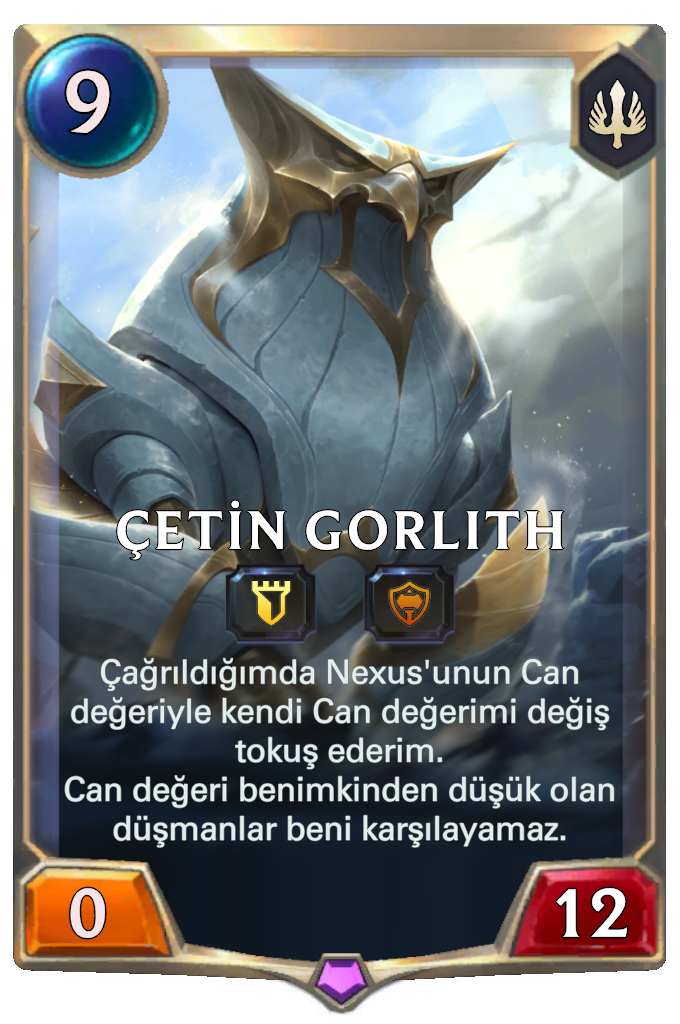 9
ÇETİN GORLITH
Çağrıldığımda Nexus'unun Can
değeriyle kendi Can değerimi değiş
tokuş ederim.
Can değeri benimkinden düşük olan
düşmanlar beni karşılayamaz.
0
12